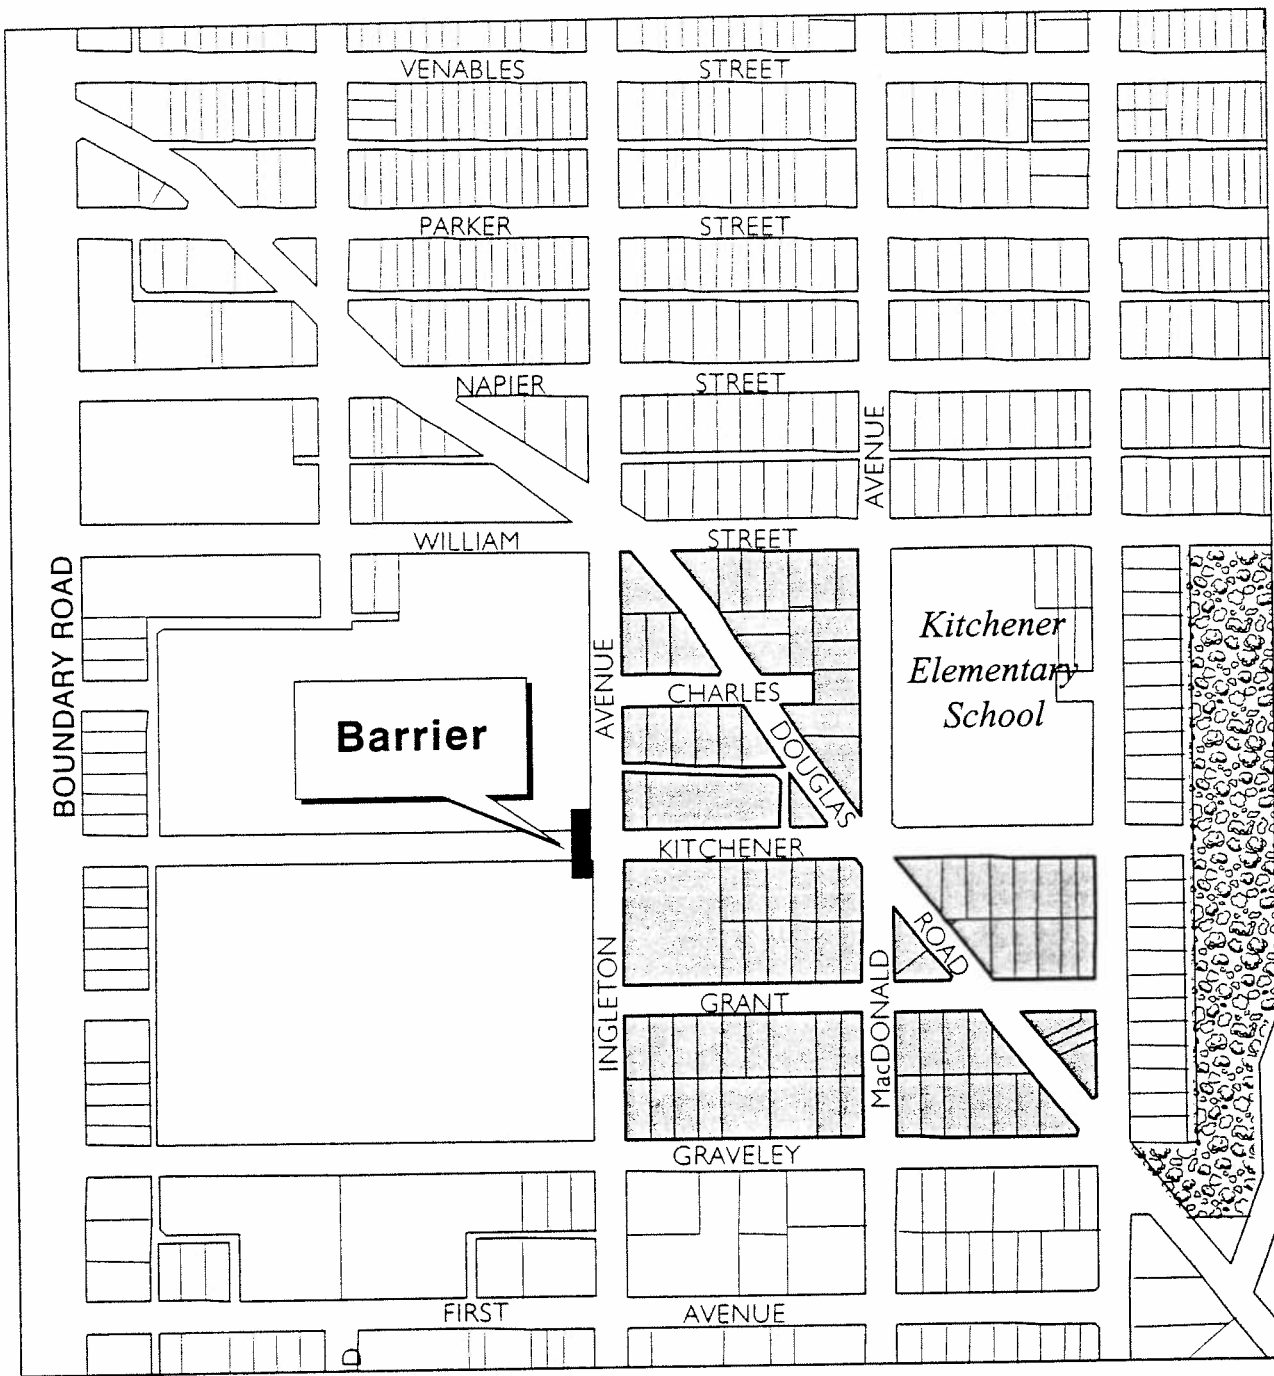 VENABLES STREET
PARKER STREET
NAPIER STREET
AVENUE
WILLIAM STREET
BOUNDARY ROAD
Kitchener
Elementary
School
AVENUE
CHARLES
Barrier
DOUGLAS
KITCHENER
ROAD
INGLETON
MacDONALD
GRANT
GRAVELEY
FIRST AVENUE